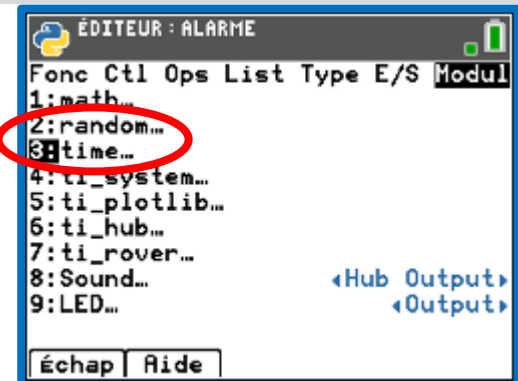 ÉDITEUR : ALARME
Fonc Ctl Ops List Type E/S Modul
1:math…
2:random…
3:time…
4:ti_system…
5:ti_plotlib…
6:ti_hub…
7:ti_rover…
8:Sound… ◂Hub Output▸
9:LED… ◂Output▸
Échap Aide